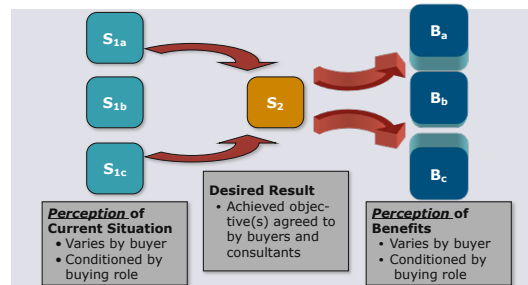 S1a
S1b
S1c
S2
Ba
Bb
Bc
Perception of
Current Situation
• Varies by buyer
• Conditioned by
buying role
Desired Result
• Achieved objec-
tive(s) agreed to
by buyers and
consultants
Perception of
Benefits
• Varies by buyer
• Conditioned by
buying role